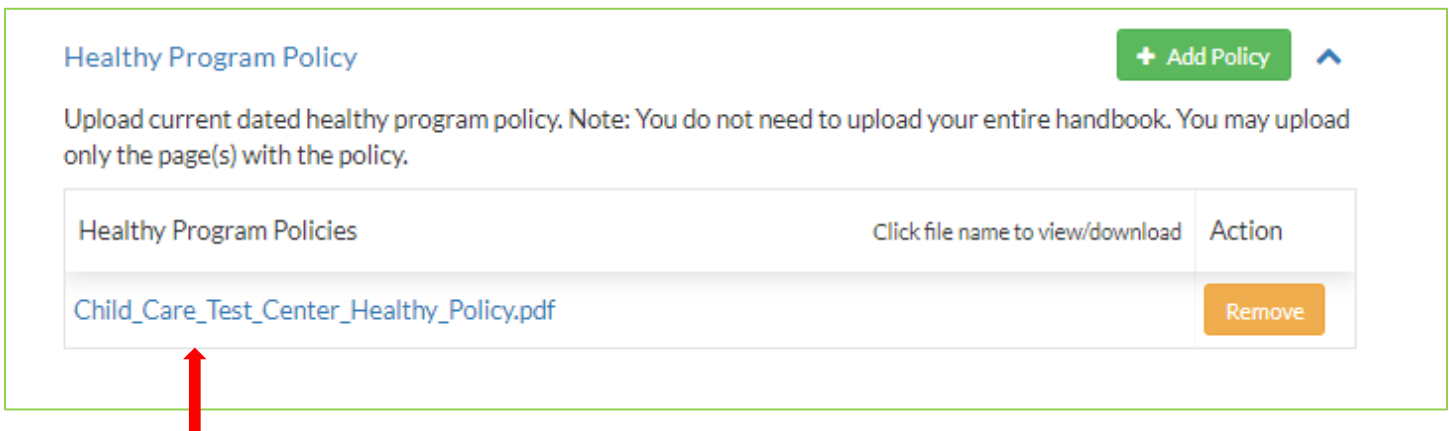 Healthy Program Policy
+ Add Policy
Upload current dated healthy program policy. Note: You do not need to upload your entire handbook. You may upload
only the page(s) with the policy.
Healthy Program Policies Click file name to view/download Action
Child_Care_Test_Center_Healthy_Policy.pdf Remove